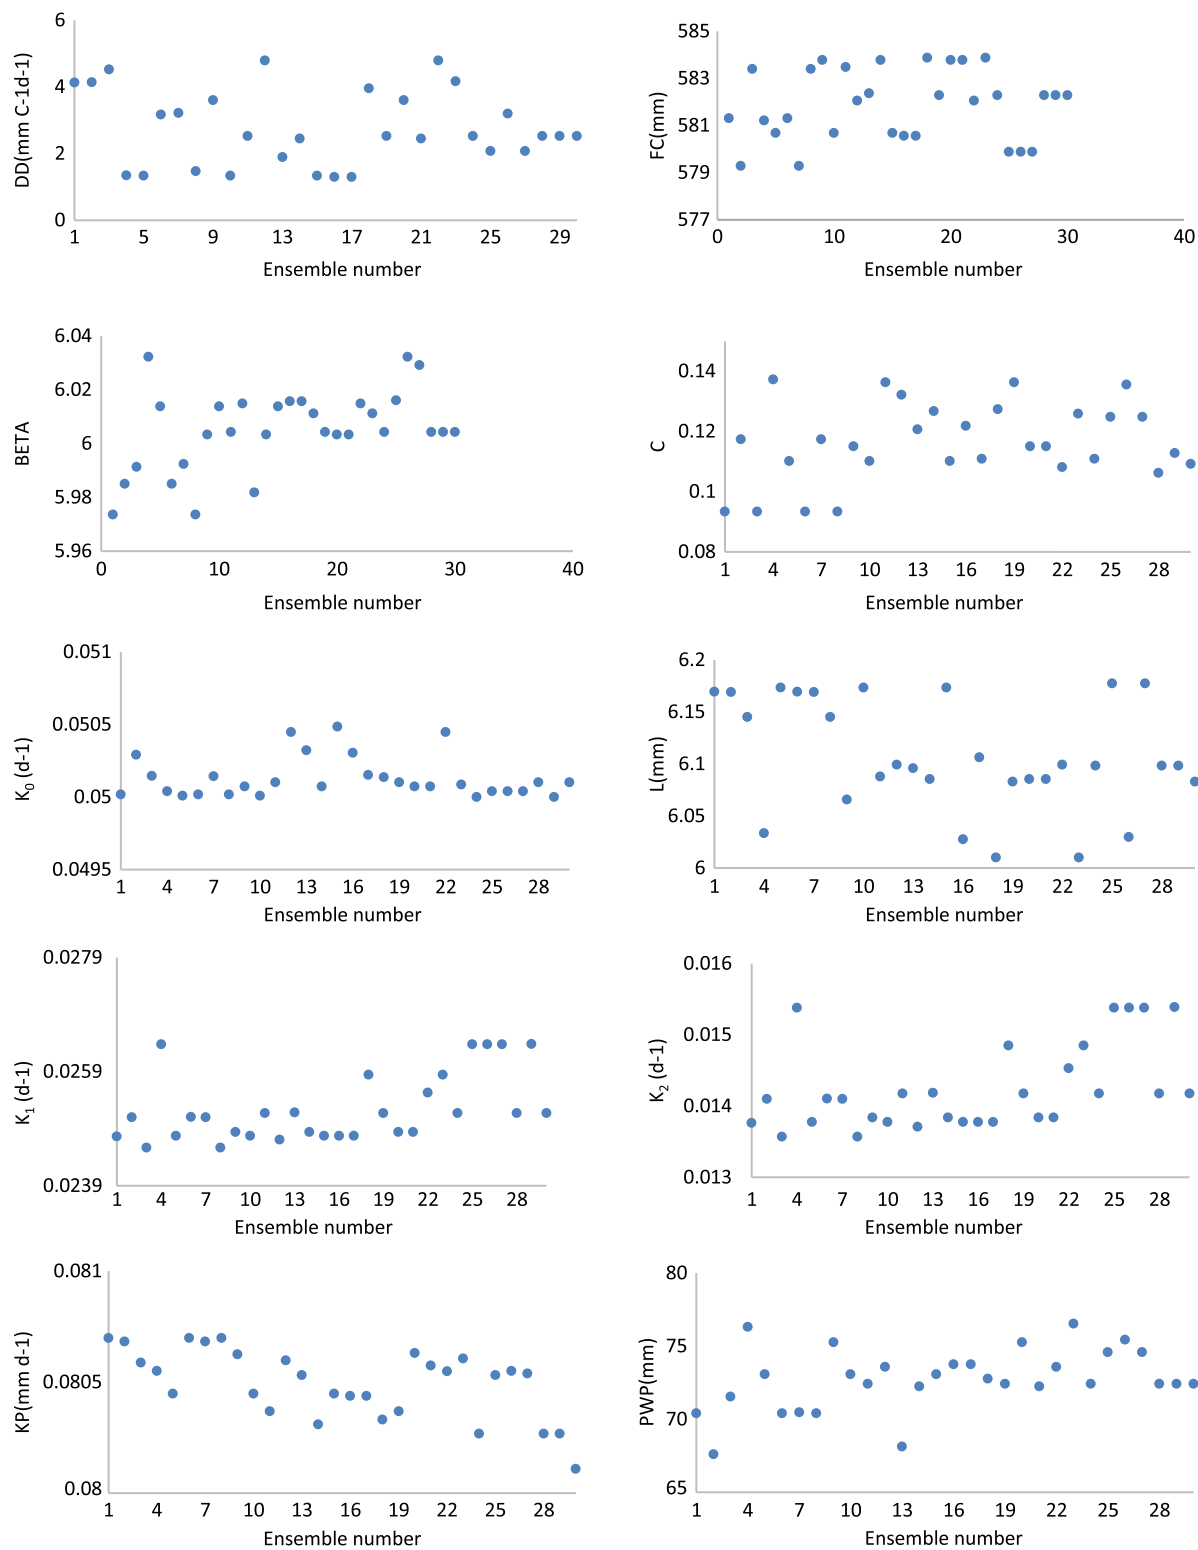 DD(mm C-1d-1)
6
4
2
0
1 5 9 13 17 21 25 29
Ensemble number
FC(mm)
585
583
581
579
577
0 10 20 30 40
Ensemble number
BETA
6.04
6.02
6
5.98
5.96
0 10 20 30 40
Ensemble number
C
0.14
0.12
0.1
0.08
1 4 7 10 13 16 19 22 25 28
Ensemble number
K0 (d-1)
0.051
0.0505
0.05
0.0495
1 4 7 10 13 16 19 22 25 28
Ensemble number
L(mm)
6.2
6.15
6.1
6.05
6
1 4 7 10 13 16 19 22 25 28
Ensemble number
K1 (d-1)
0.0279
0.0259
0.0239
1 4 7 10 13 16 19 22 25 28
Ensemble number
K2 (d-1)
0.016
0.015
0.014
0.013
1 4 7 10 13 16 19 22 25 28
Ensemble number
KP(mm d-1)
0.081
0.0805
0.08
1 4 7 10 13 16 19 22 25 28
Ensemble number
PWP(mm)
80
75
70
65
1 4 7 10 13 16 19 22 25 28
Ensemble number